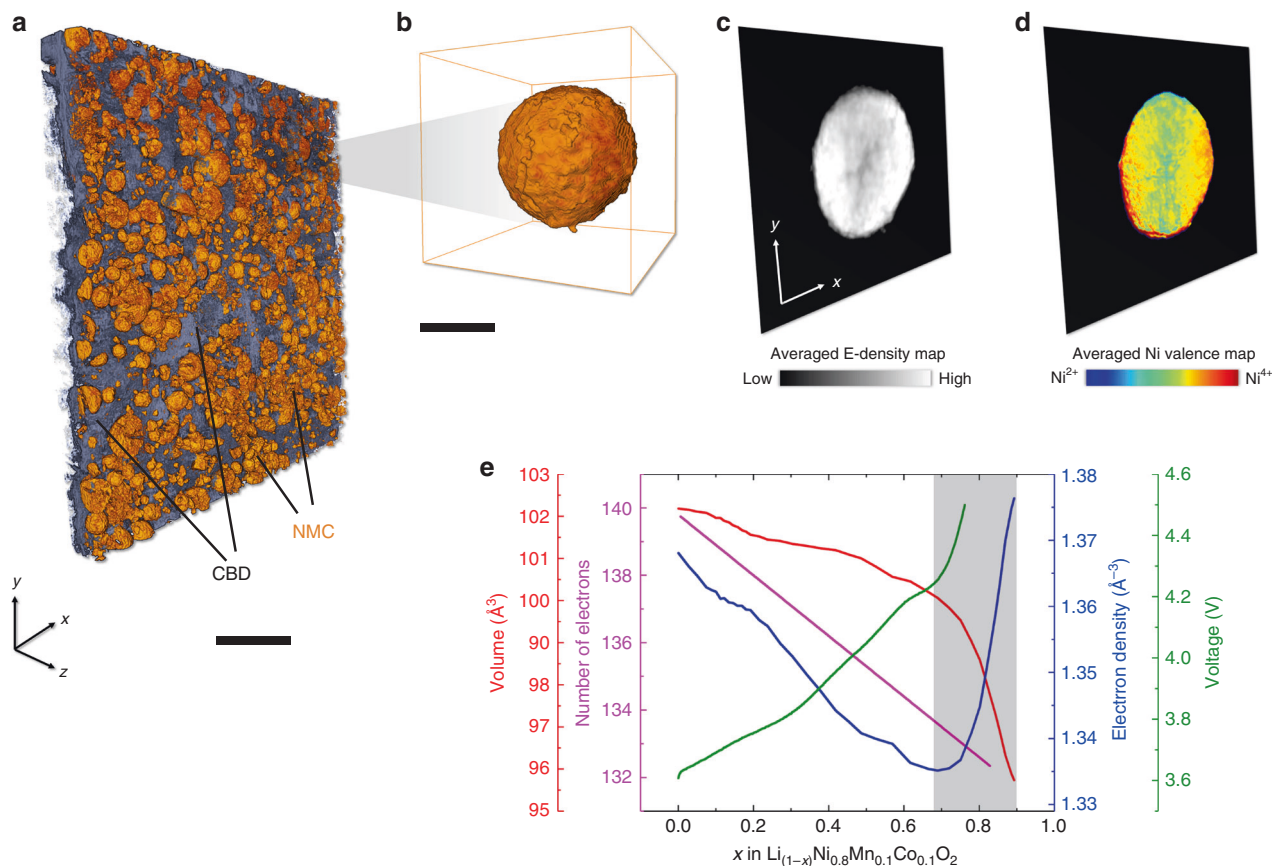 a
b
c
d
NMC
CBD
y
x
z
y
x
Averaged E-density map
Low High
Averaged Ni valence map
Ni²⁺ Ni⁴⁺
e
Volume (Å³)
103
102
101
100
99
98
97
96
95
Number of electrons
140
138
136
134
132
Electrron density (Å⁻³)
1.38
1.37
1.36
1.35
1.34
1.33
Voltage (V)
4.6
4.4
4.2
4.0
3.8
3.6
0.0 0.2 0.4 0.6 0.8 1.0
x in Li₍₁₋ₓ₎Ni₀.₈Mn₀.₁Co₀.₁O₂